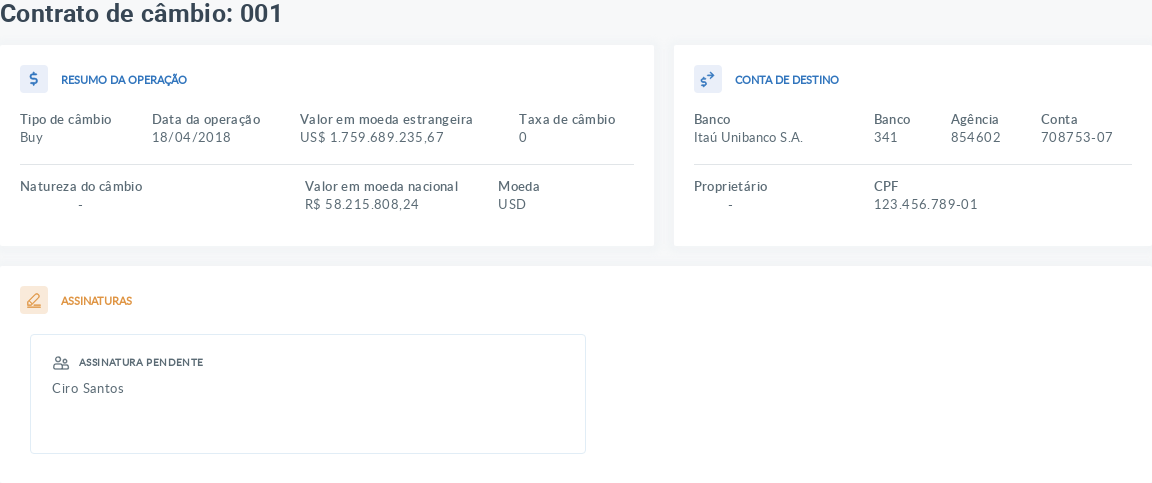 Contrato de câmbio: 001
RESUMO DA OPERAÇÃO
Tipo de câmbio Data da operação Valor em moeda estrangeira Taxa de câmbio
Buy 18/04/2018 US$ 1.759.689.235,67 0
Natureza do câmbio Valor em moeda nacional Moeda
- R$ 58.215.808,24 USD
CONTA DE DESTINO
Banco Banco Agência Conta
Itaú Unibanco S.A. 341 854602 708753-07
Proprietário CPF
- 123.456.789-01
ASSINATURAS
ASSINATURA PENDENTE
Ciro Santos